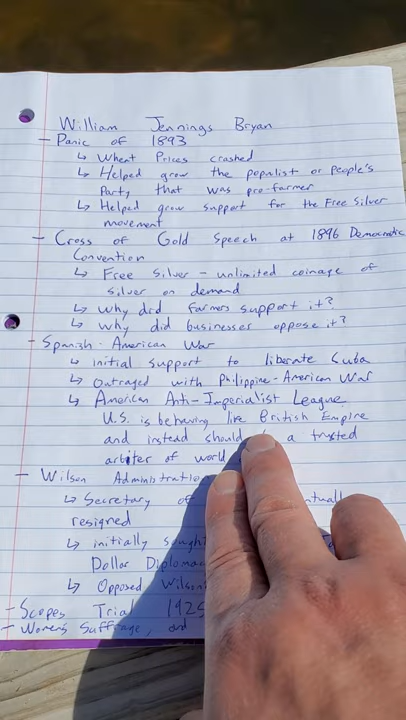 William Jennings Bryan
- Panic of 1893
↳ Wheat Prices crashed
↳ Helped grow the populist or People's
Party that was pro-farmer
↳ Helped grow support for the Free Silver
movement
- Cross of Gold Speech at 1896 Democratic
Convention
↳ Free Silver - unlimited coinage of
silver on demand
↳ why did farmers support it?
↳ why did businesses oppose it?
- Spanish-American War
↳ initial support to liberate Cuba
↳ Outraged with Philippine-American War
↳ American Anti-Imperialist League
U.S. is behaving like British Empire
and instead should a trusted
arbiter of world
- Wilson
↳ Secretary
resigned
↳ initially
Dollar
↳ Opposed
- Scopes Trial 1925
- Women's Suffrage, and